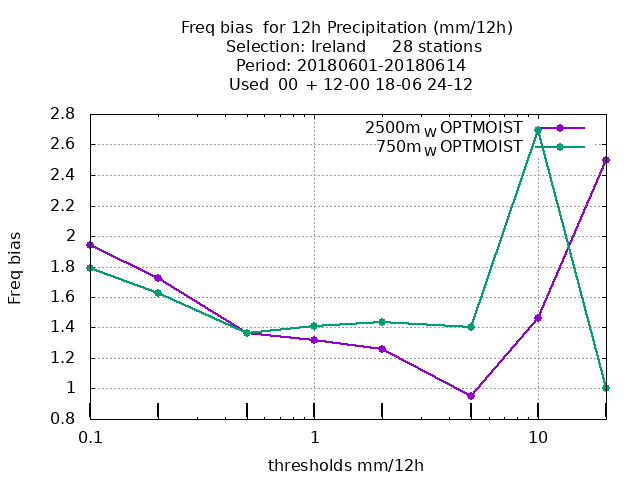 Freq bias  for 12h Precipitation (mm/12h)
Selection: Ireland     28 stations
Period: 20180601-20180614
Used  00 + 12-00 18-06 24-12
2500m W OPTMOIST
750m W OPTMOIST
Freq bias
2.8
2.6
2.4
2.2
2
1.8
1.6
1.4
1.2
1
0.8
0.1
1
10
thresholds mm/12h